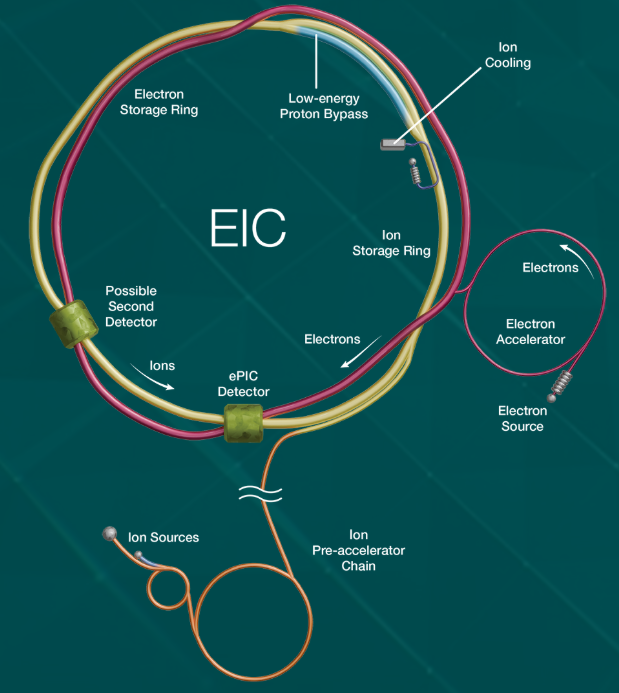 Ion
Cooling
Electron
Storage Ring
Low-energy
Proton Bypass
EIC
Ion
Storage Ring
Electrons
Possible
Second
Detector
Electron
Accelerator
Electrons
Ions
ePIC
Detector
Electron
Source
Ion Sources
Ion
Pre-accelerator
Chain